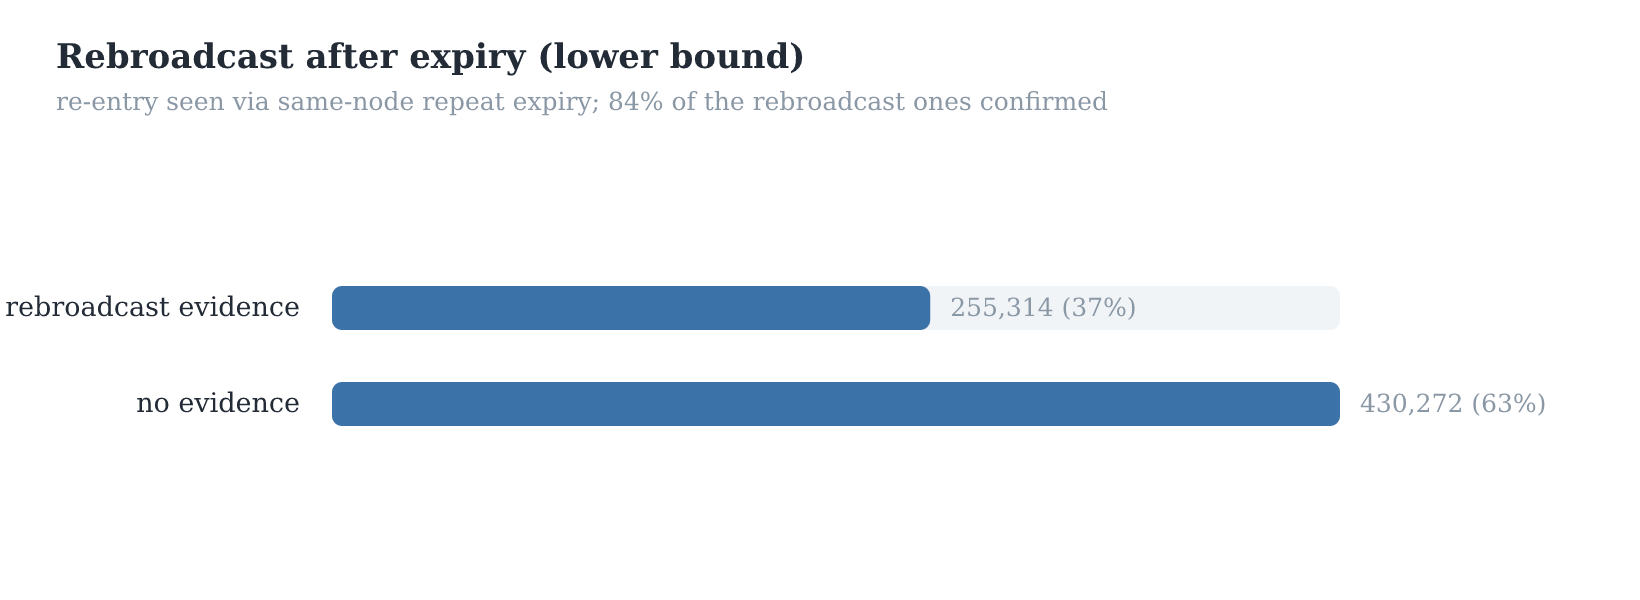 Rebroadcast after expiry (lower bound)
re-entry seen via same-node repeat expiry; 84% of the rebroadcast ones confirmed
rebroadcast evidence 255,314 (37%)
no evidence 430,272 (63%)